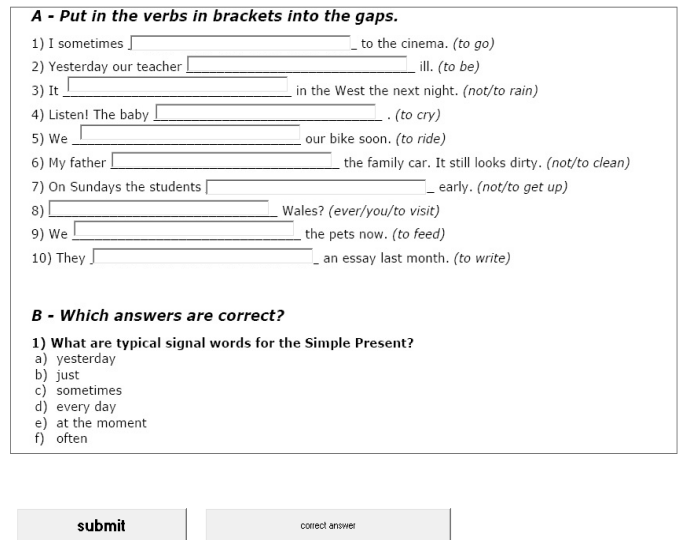 A - Put in the verbs in brackets into the gaps.
1) I sometimes _ to the cinema. (to go)
2) Yesterday our teacher _ ill. (to be)
3) It _ in the West the next night. (not/to rain)
4) Listen! The baby _ . (to cry)
5) We _ our bike soon. (to ride)
6) My father _ the family car. It still looks dirty. (not/to clean)
7) On Sundays the students _ early. (not/to get up)
8) _ Wales? (ever/you/to visit)
9) We _ the pets now. (to feed)
10) They _ an essay last month. (to write)
B - Which answers are correct?
1) What are typical signal words for the Simple Present?
a) yesterday
b) just
c) sometimes
d) every day
e) at the moment
f) often
submit correct answer